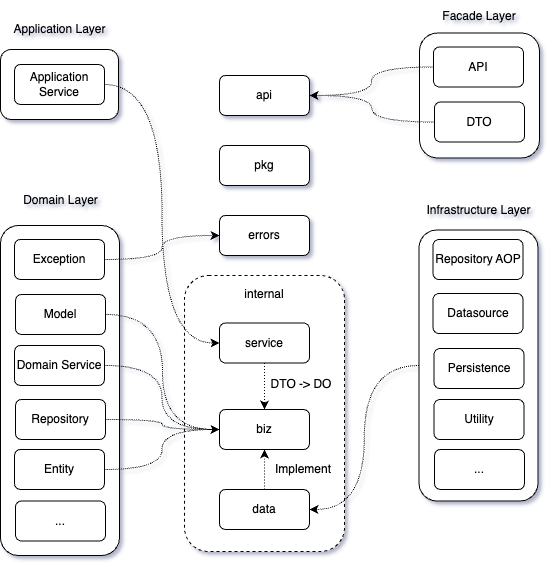 Application Layer
Application
Service
Facade Layer
API
DTO
api
pkg
errors
Domain Layer
Exception
Model
Domain Service
Repository
Entity
...
internal
service
DTO -> DO
biz
Implement
data
Infrastructure Layer
Repository AOP
Datasource
Persistence
Utility
...